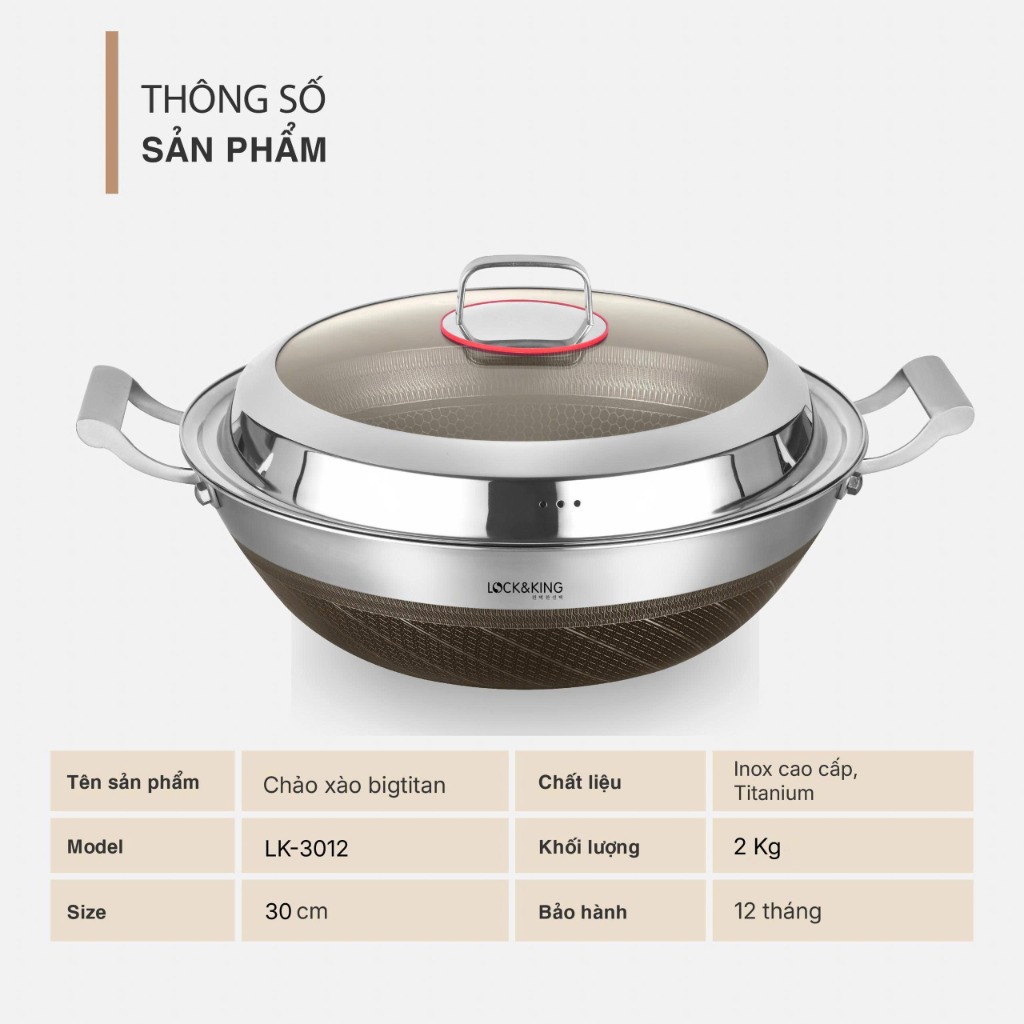 THÔNG SỐ
SẢN PHẨM
LOCK&KING
Tên sản phẩm
Chảo xào bigtitan
Chất liệu
Inox cao cấp,
Titanium
Model
LK-3012
Khối lượng
2 Kg
Size
30 cm
Bảo hành
12 tháng